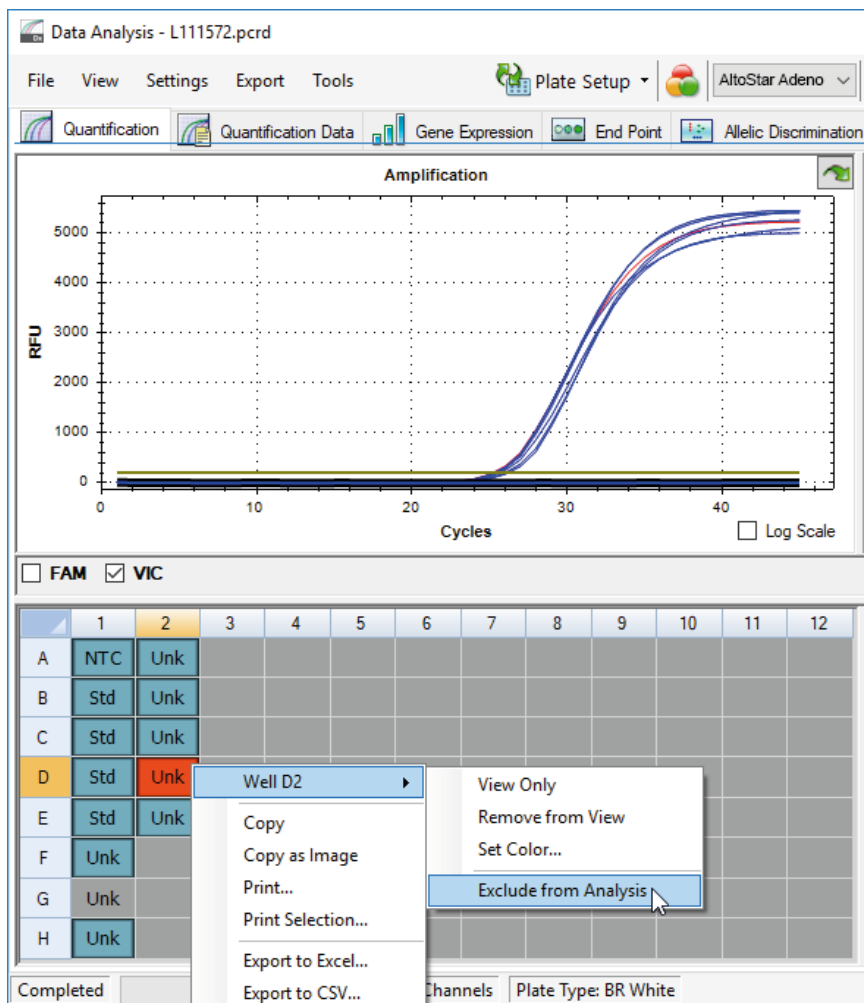 Data Analysis - L111572.pcrd
File View Settings Export Tools Plate Setup AltoStar Adeno
Quantification Quantification Data Gene Expression End Point Allelic Discrimination
Amplification
5000
4000
3000
2000
1000
0
RFU
0 10 20 30 40
Cycles
Log Scale
FAM VIC
1 2 3 4 5 6 7 8 9 10 11 12
A NTC Unk
B Std Unk
C Std Unk
D Std Unk
E Std Unk
F Unk
G Unk
H Unk
Well D2
Copy
Copy as Image
Print...
Print Selection...
Export to Excel...
Export to CSV...
View Only
Remove from View
Set Color...
Exclude from Analysis
Completed Channels Plate Type: BR White